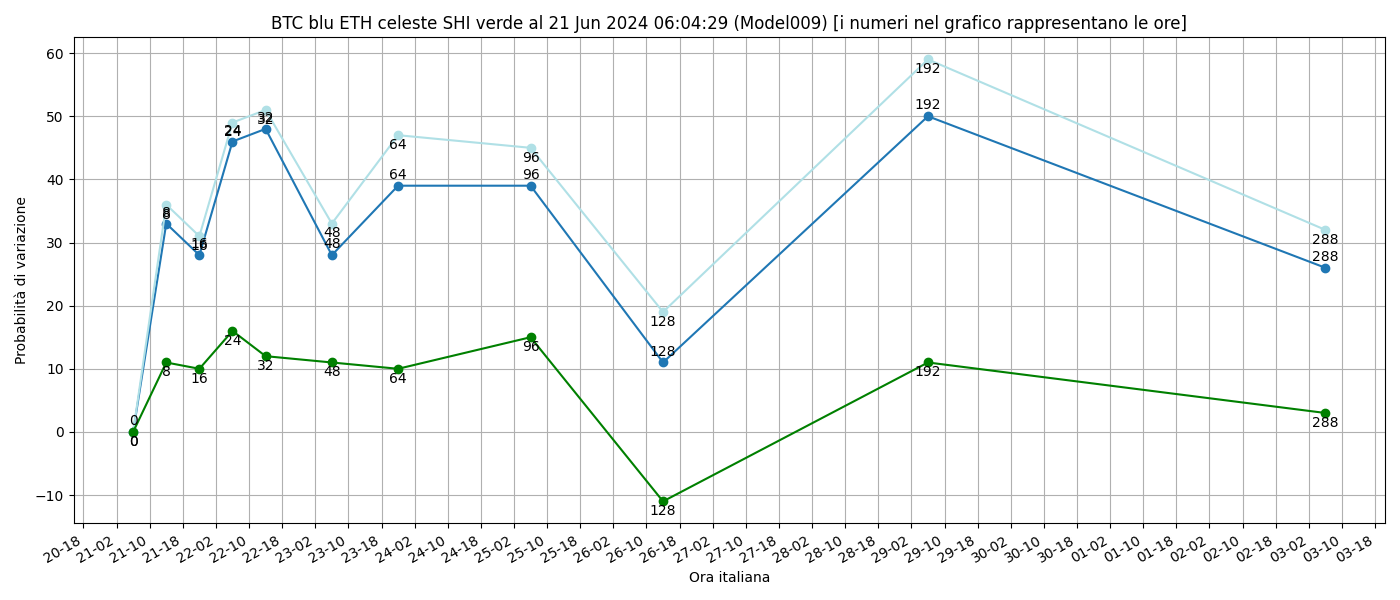 BTC blu ETH celeste SHI verde al 21 Jun 2024 06:04:29 (Model009) [i numeri nel grafico rappresentano le ore]
Probabilità di variazione
60
50
40
30
20
10
0
−10
0 8 16 24 32 48 64 96 128 192 288
0 8 16 24 32 48 64 96 128 192 288
0 8 16 24 32 48 64 96 128 192 288
20-18 21-02 21-10 21-18 22-02 22-10 22-18 23-02 23-10 23-18 24-02 24-10 24-18 25-02 25-10 25-18 26-02 26-10 26-18 27-02 27-10 27-18 28-02 28-10 28-18 29-02 29-10 29-18 30-02 30-10 30-18 01-02 01-10 01-18 02-02 02-10 02-18 03-02 03-10 03-18
Ora italiana